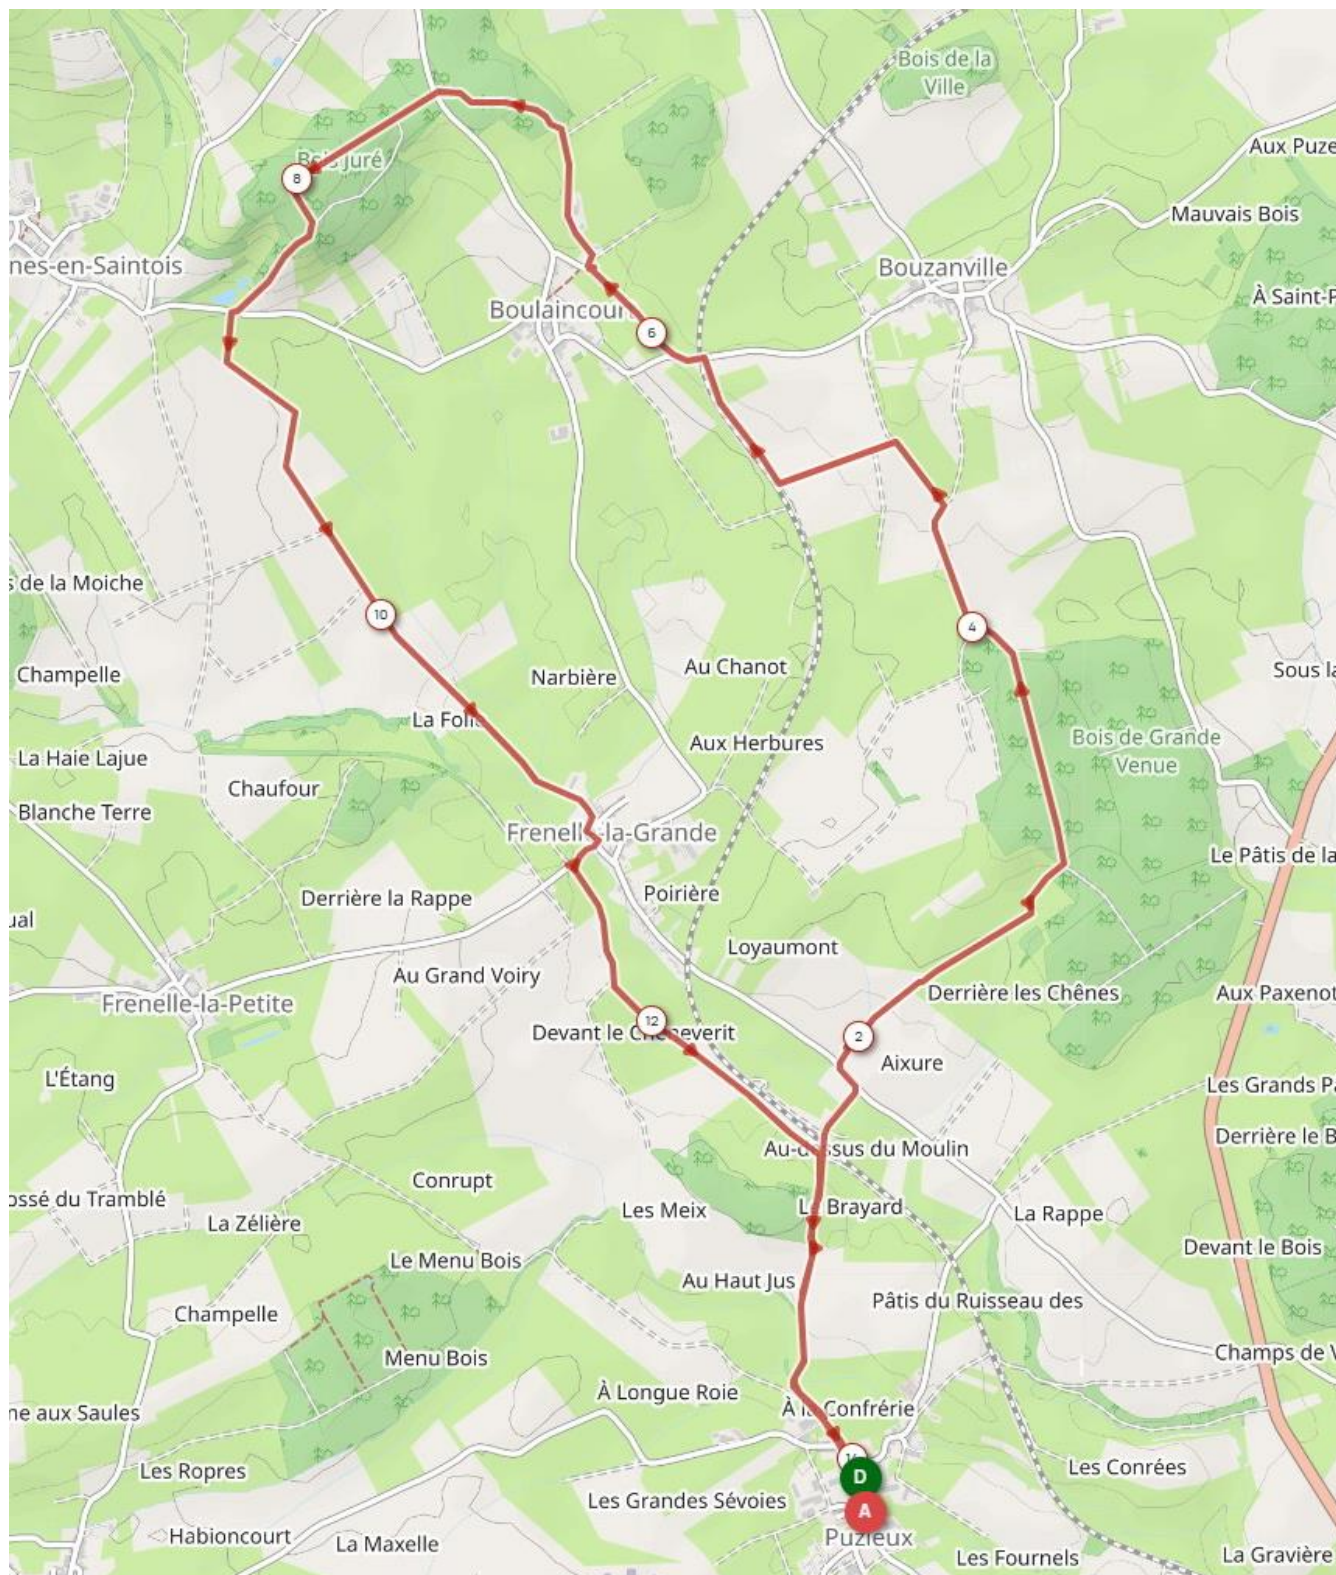 Bois de la
Ville
Aux Puze
Bois Juré
8
Mauvais Bois
nes-en-Saintois
Bouzanville
À Saint-P
Boulaincour
6
s de la Moiche
10
4
Champelle
Narbière
Au Chanot
Sous la
La Foli
Bois de Grande
Venue
Aux Herbures
La Haie Lajue
Chaufour
Blanche Terre
Frenell -la-Grande
Le Pâtis de la
Derrière la Rappe
Poirière
ual
Loyaumont
Au Grand Voiry
Derrière les Chênes
Aux Paxenot
Frenelle-la-Petite
12
Devant le Cheneverit
2
Aixure
L'Étang
Les Grands Pa
Derrière le B
Au-dessus du Moulin
Conrupt
ossé du Tramblé
Les Meix
Le Brayard
La Rappe
La Zélière
Devant le Bois
Le Menu Bois
Au Haut Jus
Pâtis du Ruisseau des
Champelle
Menu Bois
Champs de V
À Longue Roie
À la Confrérie
ne aux Saules
14
Les Ropres
D
Les Conrées
Les Grandes Sévoies
A
Habioncourt
La Maxelle
Puzieux
Les Fournels
La Gravière